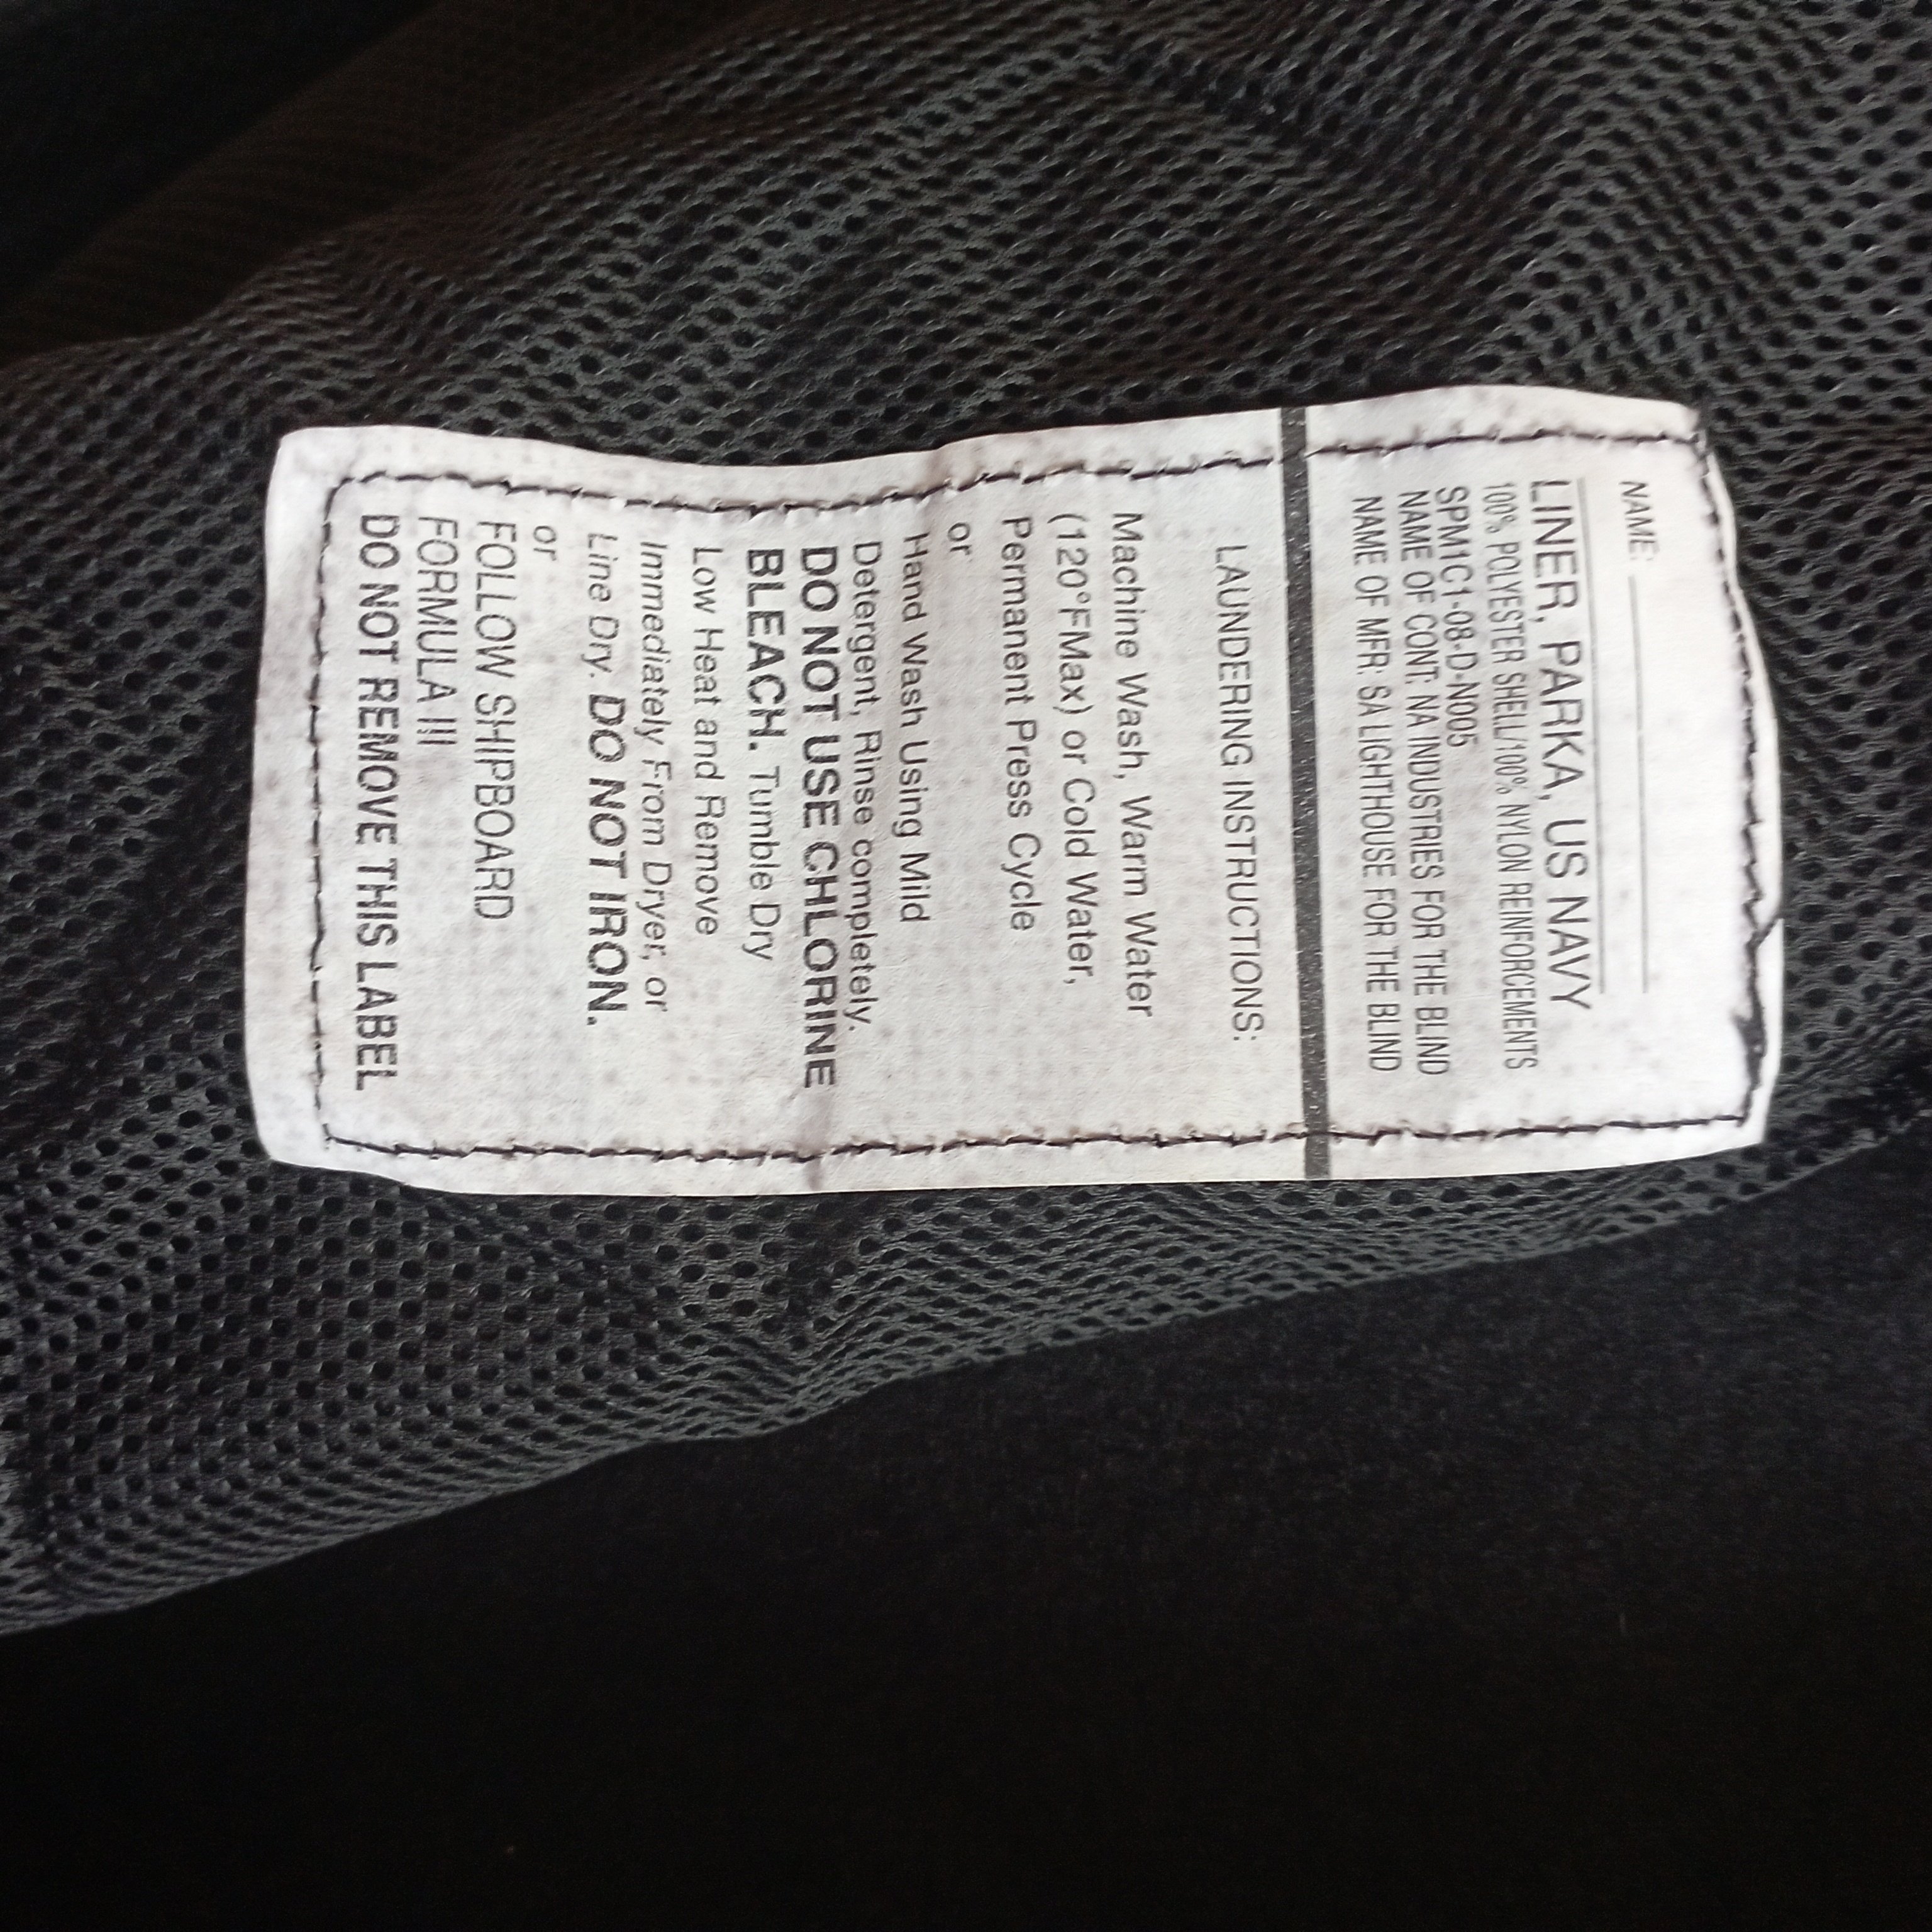 NAME:
LINER, PARKA, US NAVY
100% POLYESTER SHELL/100% NYLON REINFORCEMENTS
SPM1C1-08-D-N005
NAME OF CONT: NA INDUSTRIES FOR THE BLIND
NAME OF MFR: SA LIGHTHOUSE FOR THE BLIND
LAUNDERING INSTRUCTIONS:
Machine Wash, Warm Water
(120°FMax) or Cold Water,
Permanent Press Cycle
or
Hand Wash Using Mild
Detergent, Rinse completely.
DO NOT USE CHLORINE
BLEACH. Tumble Dry
Low Heat and Remove
Immediately From Dryer, or
Line Dry. DO NOT IRON.
or
FOLLOW SHIPBOARD
FORMULA III
DO NOT REMOVE THIS LABEL